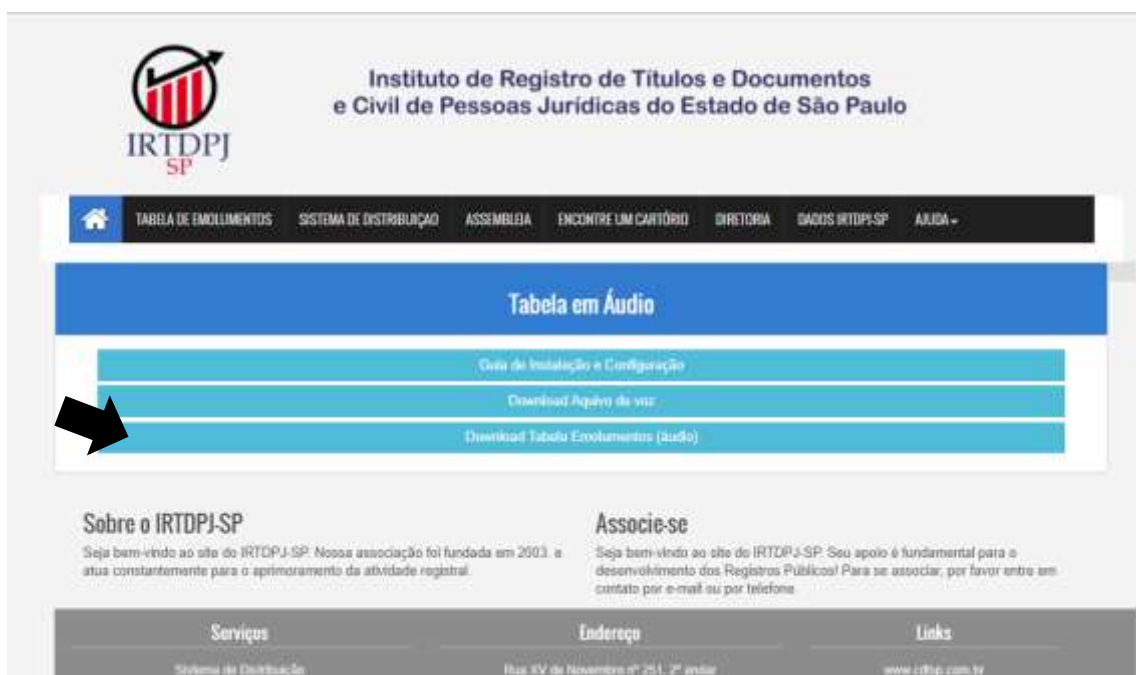 Instituto de Registro de Títulos e Documentos
e Civil de Pessoas Jurídicas do Estado de São Paulo
IRTDPJ
SP
TABELA DE EMOLUMENTOS SISTEMA DE DISTRIBUIÇAO ASSEMBLEIA ENCONTRE UM CARTÓRIO DIRETORIA DADOS IRTDPJ-SP AJUDA
Tabela em Áudio
Guia de Instalação e Configuração
Download Aquivo de voz
Download Tabela Emolumentos (áudio)
Sobre o IRTDPJ-SP
Seja bem-vindo ao site do IRTDPJ-SP. Nossa associação foi fundada em 2003. e
atua constantemente para o aprimoramento da atividade registral.
Associe-se
Seja bem-vindo ao site do IRTDPJ-SP. Seu apoio é fundamental para o
desenvolvimento dos Registros Públicos! Para se associar, por favor entre em
contato por e-mail ou por telefone.
Serviços
Sistema de Distribuição
Endereço
Rua XV de Novembro nº 251, 2º andar
Links